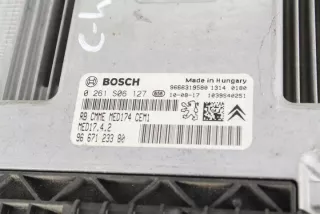 BOSCH
Made in Hungary
0 261 S06 127
9666319580 1314 0180
10-08-17 1039S40251
RB CMME MED174 CEM1
MED17.4.2
96 671 233 90